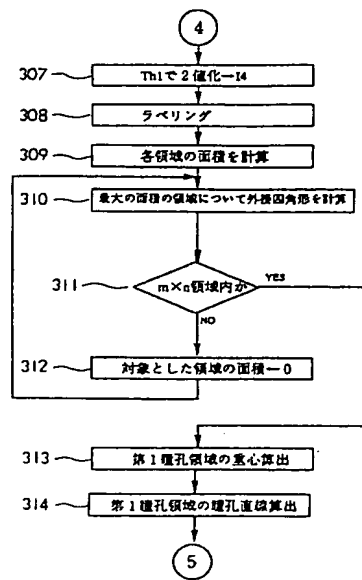 4
307 Th1で2値化→I4
308 ラベリング
309 各領域の面積を計算
310 最大の面積の領域について外接四角形を計算
311 m×n領域内か
YES
NO
312 対象とした領域の面積←0
313 第1瞳孔領域の重心算出
314 第1瞳孔領域の瞳孔直径算出
5